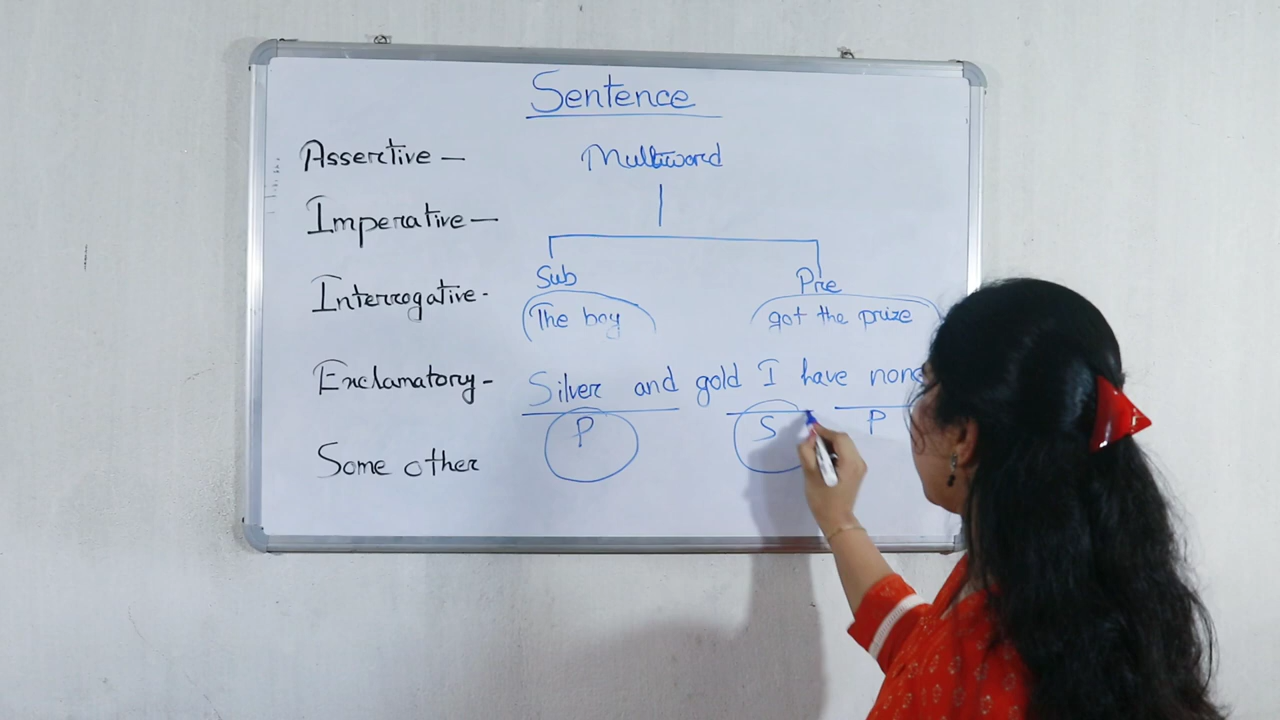 Sentence
Assertive - Multiword
Imperative -
Sub Pre
Interrogative - The boy got the prize
Exclamatory - Silver and gold I have none
P S P
Some other